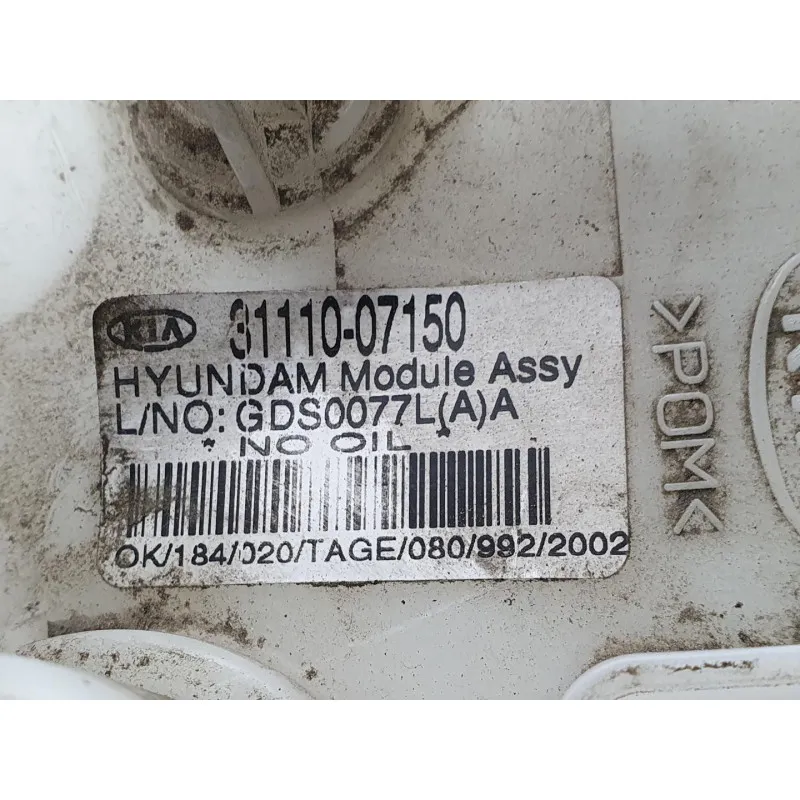 KIA 31110-07150
HYUNDAM Module Assy
L/NO: GDS0077L(A)A
* NO OIL *
OK/184/020/TAGE/080/992/2002
>POM<